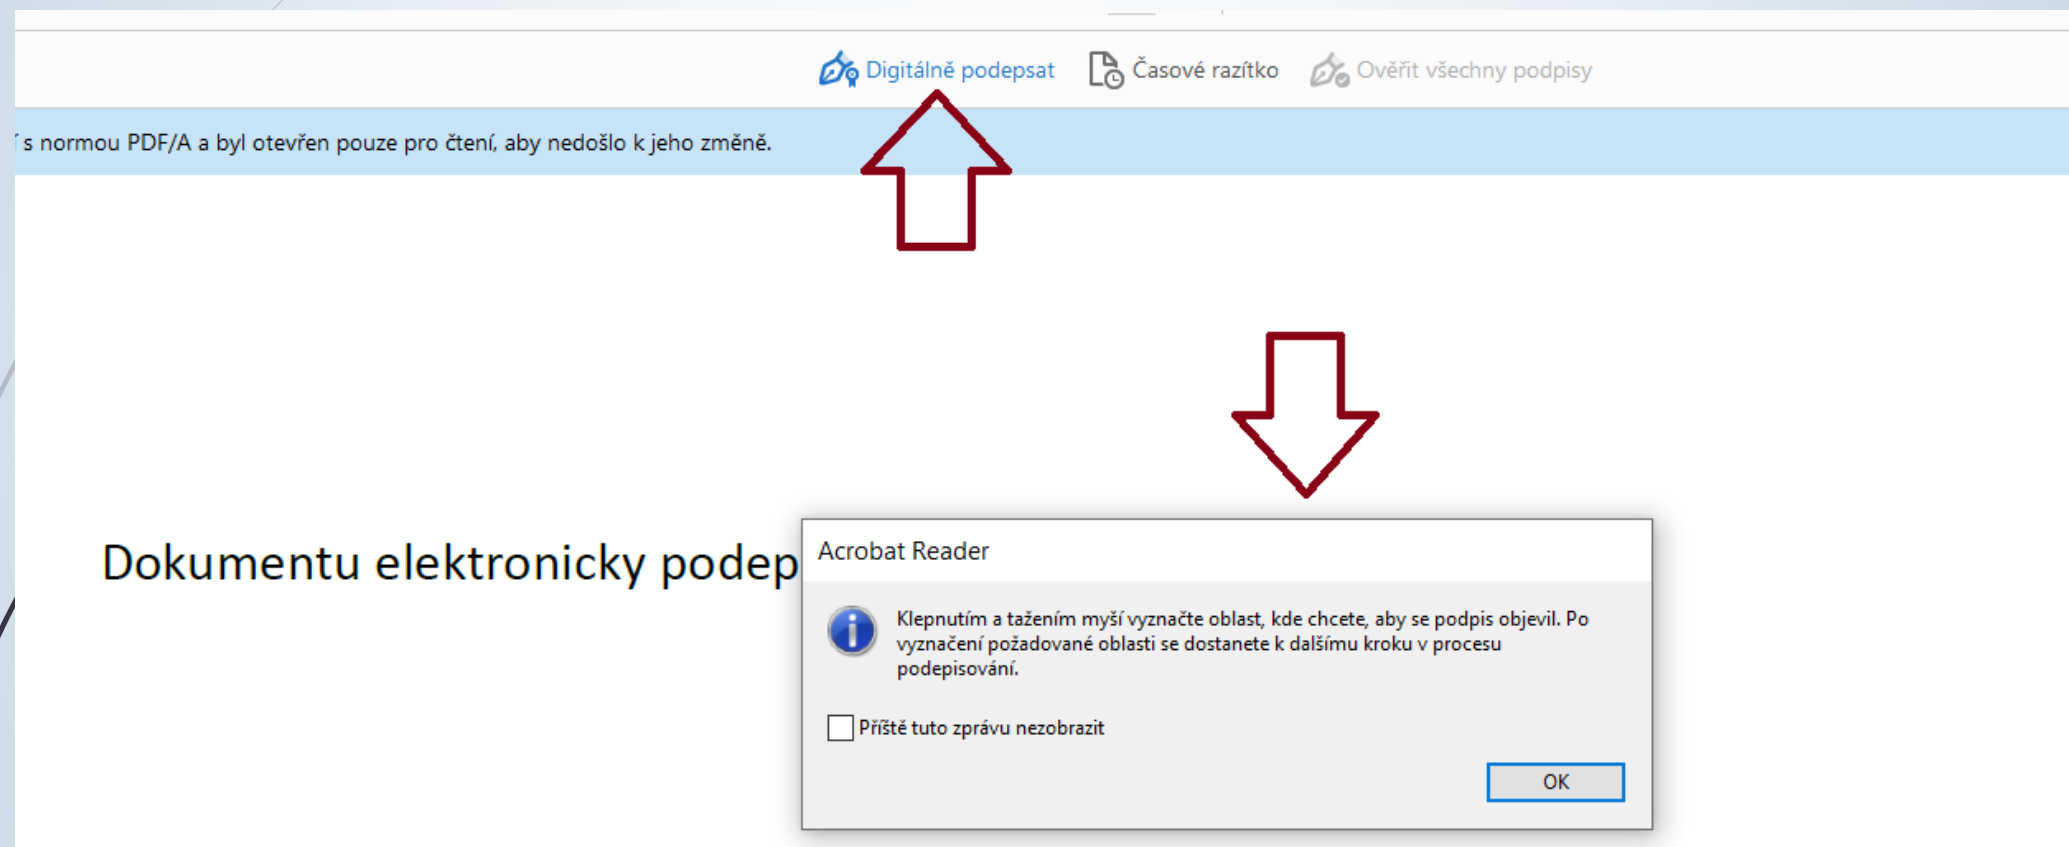 Digitálně podepsat Časové razítko Ověřit všechny podpisy
s normou PDF/A a byl otevřen pouze pro čtení, aby nedošlo k jeho změně.
Dokumentu elektronicky podep
Acrobat Reader
Klepnutím a tažením myší vyznačte oblast, kde chcete, aby se podpis objevil. Po
vyznačení požadované oblasti se dostanete k dalšímu kroku v procesu
podepisování.
Příště tuto zprávu nezobrazit
OK